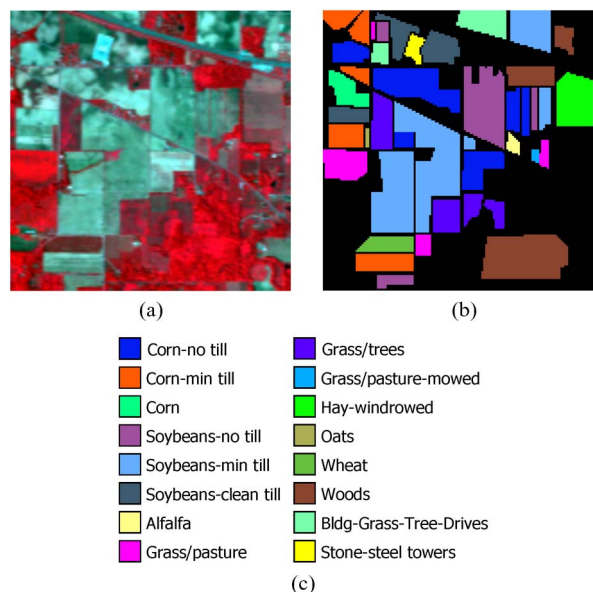 (a)
(b)
Corn-no till
Grass/trees
Corn-min till
Grass/pasture-mowed
Corn
Hay-windrowed
Soybeans-no till
Oats
Soybeans-min till
Wheat
Soybeans-clean till
Woods
Alfalfa
Bldg-Grass-Tree-Drives
Grass/pasture
Stone-steel towers
(c)